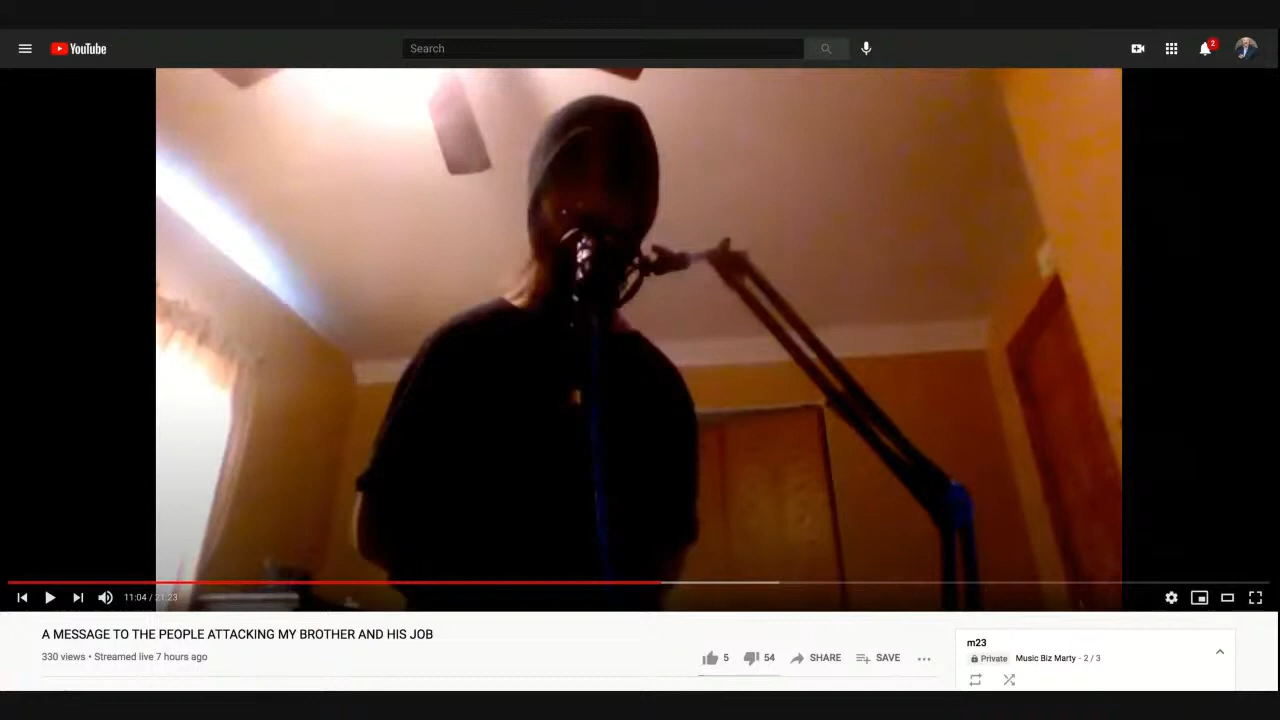 YouTube
Search
2
11:04 / 21:23
A MESSAGE TO THE PEOPLE ATTACKING MY BROTHER AND HIS JOB
330 views • Streamed live 7 hours ago
5
54
SHARE
SAVE
m23
Private
Music Biz Marty - 2 / 3